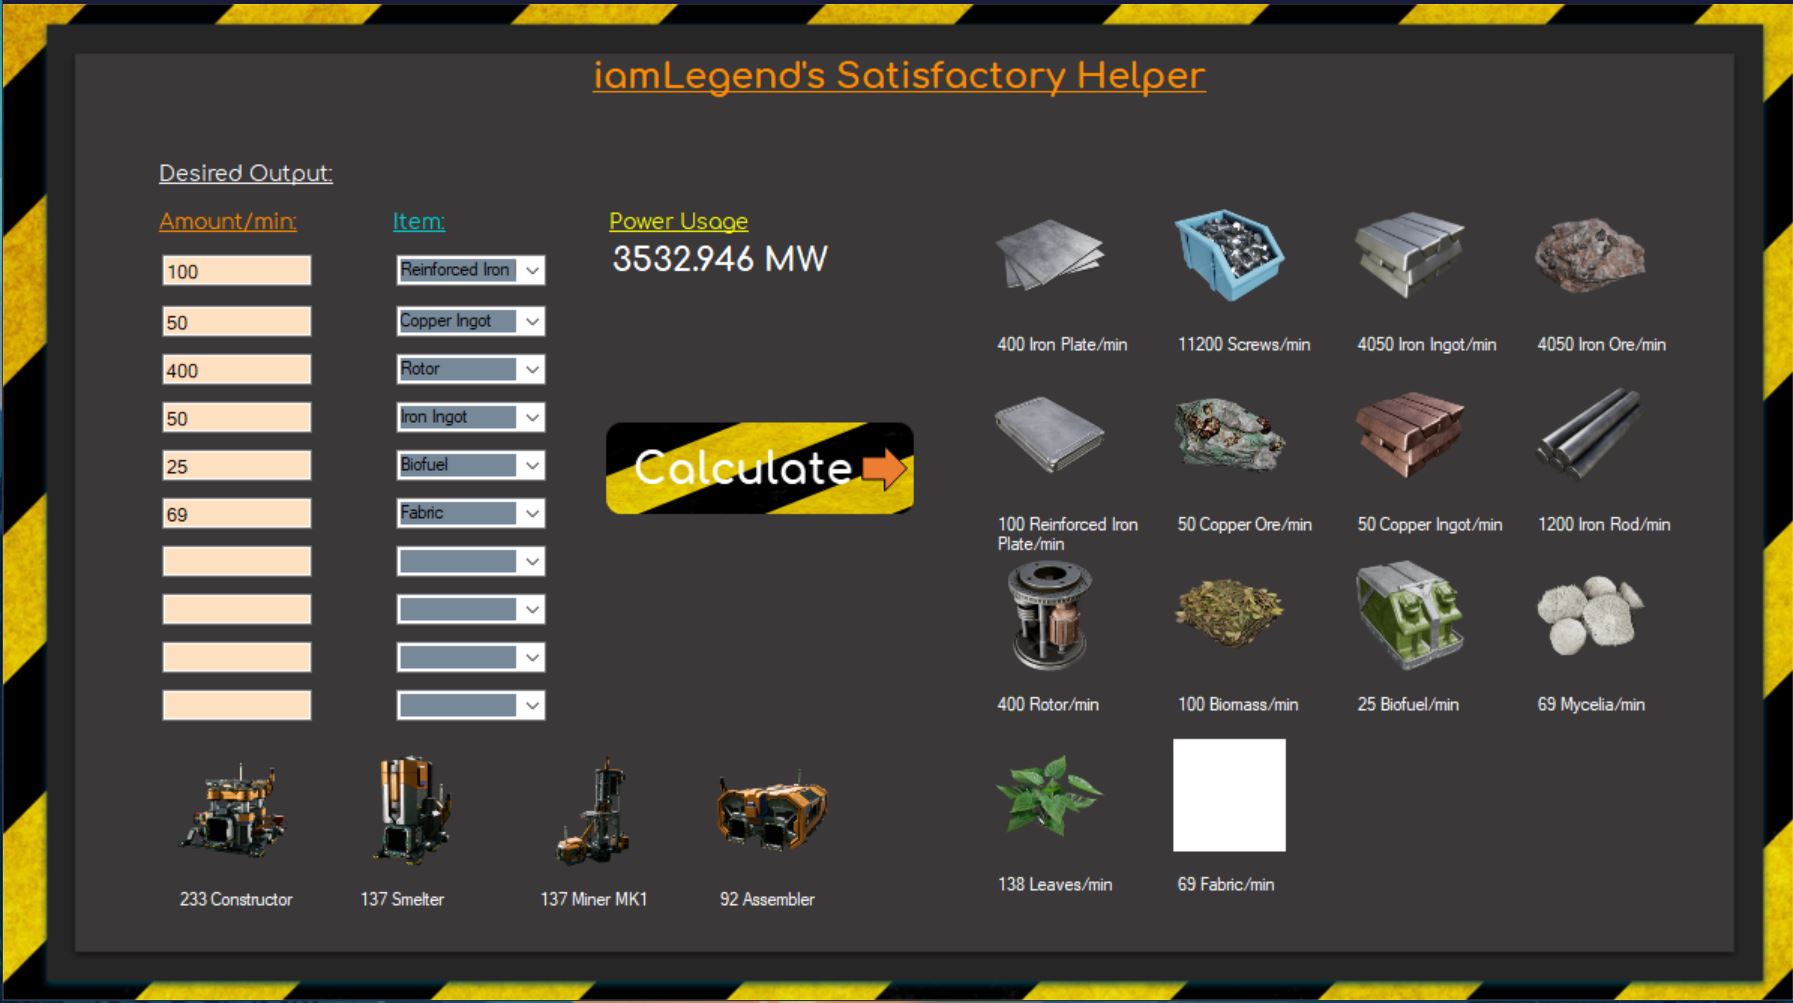 iamLegend's Satisfactory Helper
Desired Output:
Amount/min:
Item:
Power Usage
3532.946 MW
100
Reinforced Iron
50
Copper Ingot
400
Rotor
50
Iron Ingot
25
Biofuel
69
Fabric
Calculate
400 Iron Plate/min
11200 Screws/min
4050 Iron Ingot/min
4050 Iron Ore/min
100 Reinforced Iron
Plate/min
50 Copper Ore/min
50 Copper Ingot/min
1200 Iron Rod/min
400 Rotor/min
100 Biomass/min
25 Biofuel/min
69 Mycelia/min
138 Leaves/min
69 Fabric/min
233 Constructor
137 Smelter
137 Miner MK1
92 Assembler